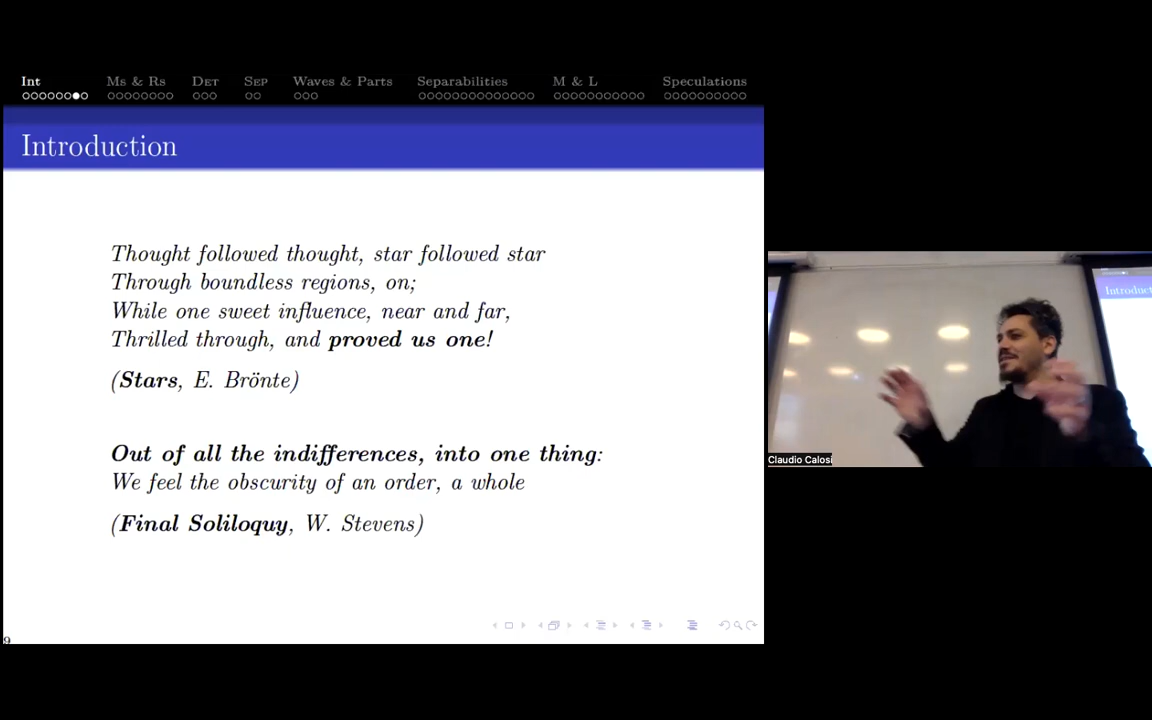 Int Ms & Rs Det Sep Waves & Parts Separabilities M & L Speculations
Introduction
Thought followed thought, star followed star
Through boundless regions, on;
While one sweet influence, near and far,
Thrilled through, and proved us one!
(Stars, E. Brönte)
Out of all the indifferences, into one thing:
We feel the obscurity of an order, a whole
(Final Soliloquy, W. Stevens)
9
Introduct
Claudio Calosi